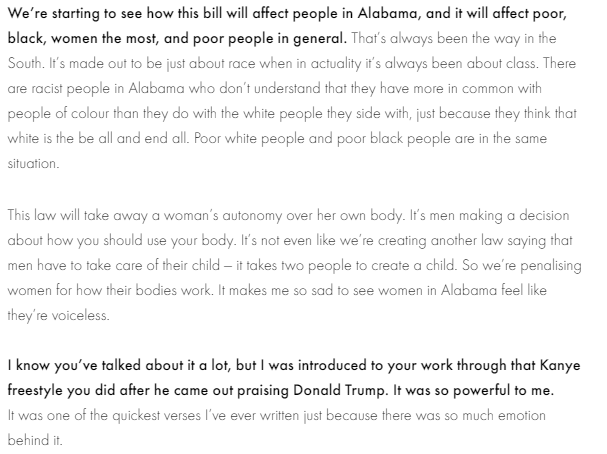 We're starting to see how this bill will affect people in Alabama, and it will affect poor,
black, women the most, and poor people in general. That's always been the way in the
South. It's made out to be just about race when in actuality it's always been about class. There
are racist people in Alabama who don't understand that they have more in common with
people of colour than they do with the white people they side with, just because they think that
white is the be all and end all. Poor white people and poor black people are in the same
situation.
This law will take away a woman's autonomy over her own body. It's men making a decision
about how you should use your body. It's not even like we're creating another law saying that
men have to take care of their child – it takes two people to create a child. So we're penalising
women for how their bodies work. It makes me so sad to see women in Alabama feel like
they're voiceless.
I know you've talked about it a lot, but I was introduced to your work through that Kanye
freestyle you did after he came out praising Donald Trump. It was so powerful to me.
It was one of the quickest verses I've ever written just because there was so much emotion
behind it.